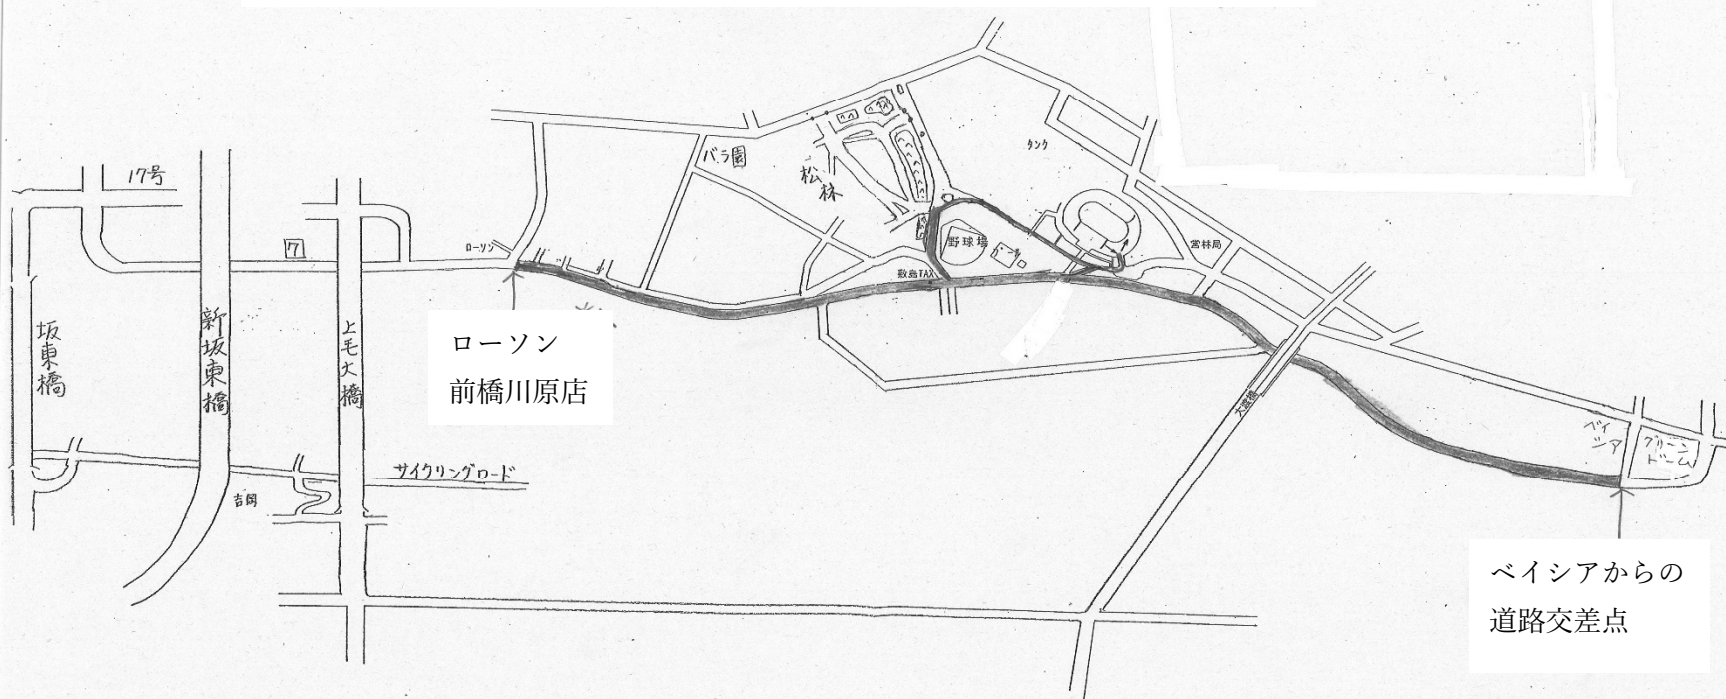 17号
7
坂東橋
新坂東橋
上毛大橋
吉岡
サイクリングロード
ローソン
ローソン
前橋川原店
バラ園
松林
野球場
敷島FAX
タンク
営林局
大渡橋
ベイシア
グリーンドーム
ベイシアからの
道路交差点